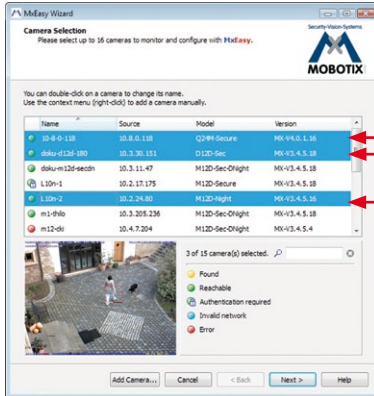 MxEasy Wizard
Security-Vision-Systems
Camera Selection
Please select up to 16 cameras to monitor and configure with MxEasy.
MOBOTIX
You can double-click on a camera to change its name.
Use the context menu (right-click) to add a camera manually.
Name Source Model Version
10-8-0-118 10.8.0.118 Q24M-Secure MX-V4.0.1.16
doku-d12d-180 10.3.30.151 D12D-Sec MX-V3.4.5.18
doku-m12d-secdn 10.3.11.47 M12D-Sec-DNight MX-V3.4.5.18
L10n-1 10.2.17.175 M12D-Secure MX-V3.4.5.18
L10n-2 10.2.24.80 M12D-Night MX-V3.4.5.16
m1-thilo 10.3.205.236 M12D-Sec-DNight MX-V3.4.5.18
m12-cki 10.4.7.204 M12D-Sec-DNight MX-V3.4.5.4
3 of 15 camera(s) selected.
Found
Reachable
Authentication required
Invalid network
Error
Add Camera... Cancel < Back Next > Help